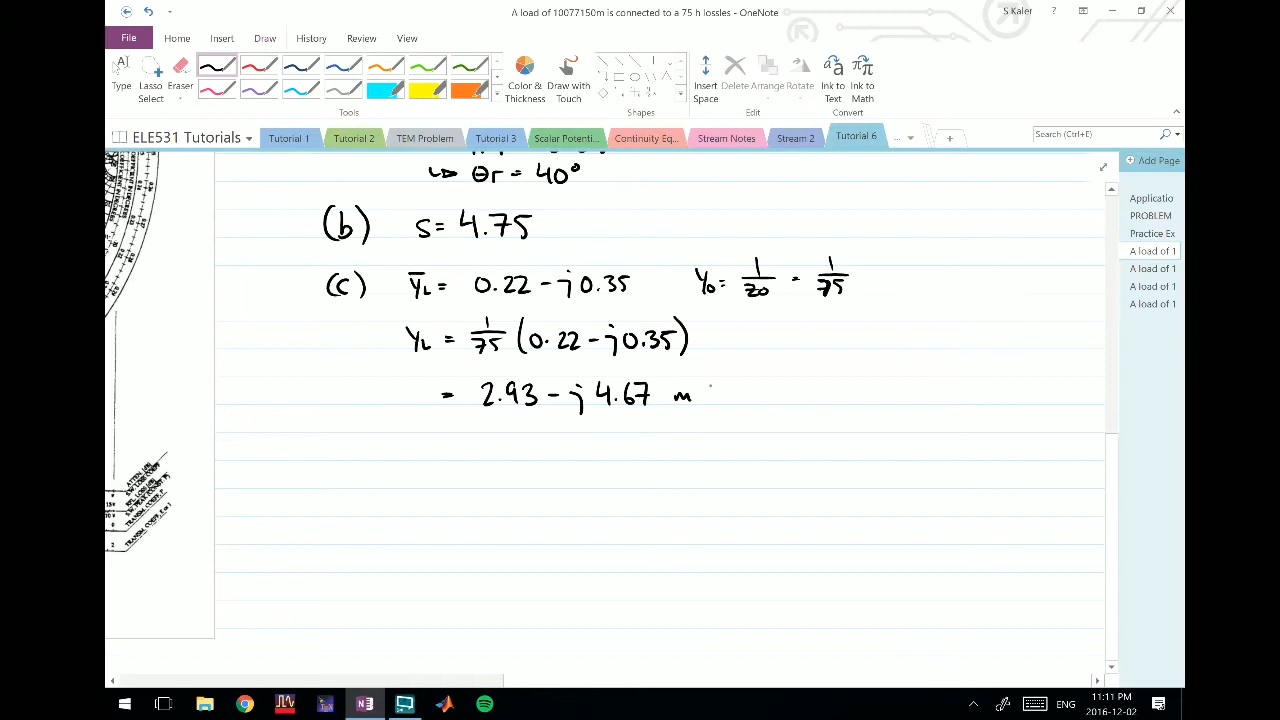 A load of 10077150m is connected to a 75 h lossles - OneNote
S Kaler
?
File Home Insert Draw History Review View
Type Lasso Select Eraser
Color & Thickness Draw with Touch
Insert Space Delete Arrange Rotate Ink to Text Ink to Math
Tools Shapes Edit Convert
ELE531 Tutorials Tutorial 1 Tutorial 2 TEM Problem Tutorial 3 Scalar Potenti... Continuity Eq... Stream Notes Stream 2 Tutorial 6 ... +
Search (Ctrl+E)
Add Page
Applicatio
PROBLEM
Practice Ex
A load of 1
A load of 1
A load of 1
A load of 1
↳ θr = 40°
(b) s = 4.75
(c) ȳL = 0.22 - j0.35 Y0 = 1/Z0 = 1/75
YL = 1/75 (0.22 - j0.35)
= 2.93 - j4.67 m
ENG
11:11 PM
2016-12-02